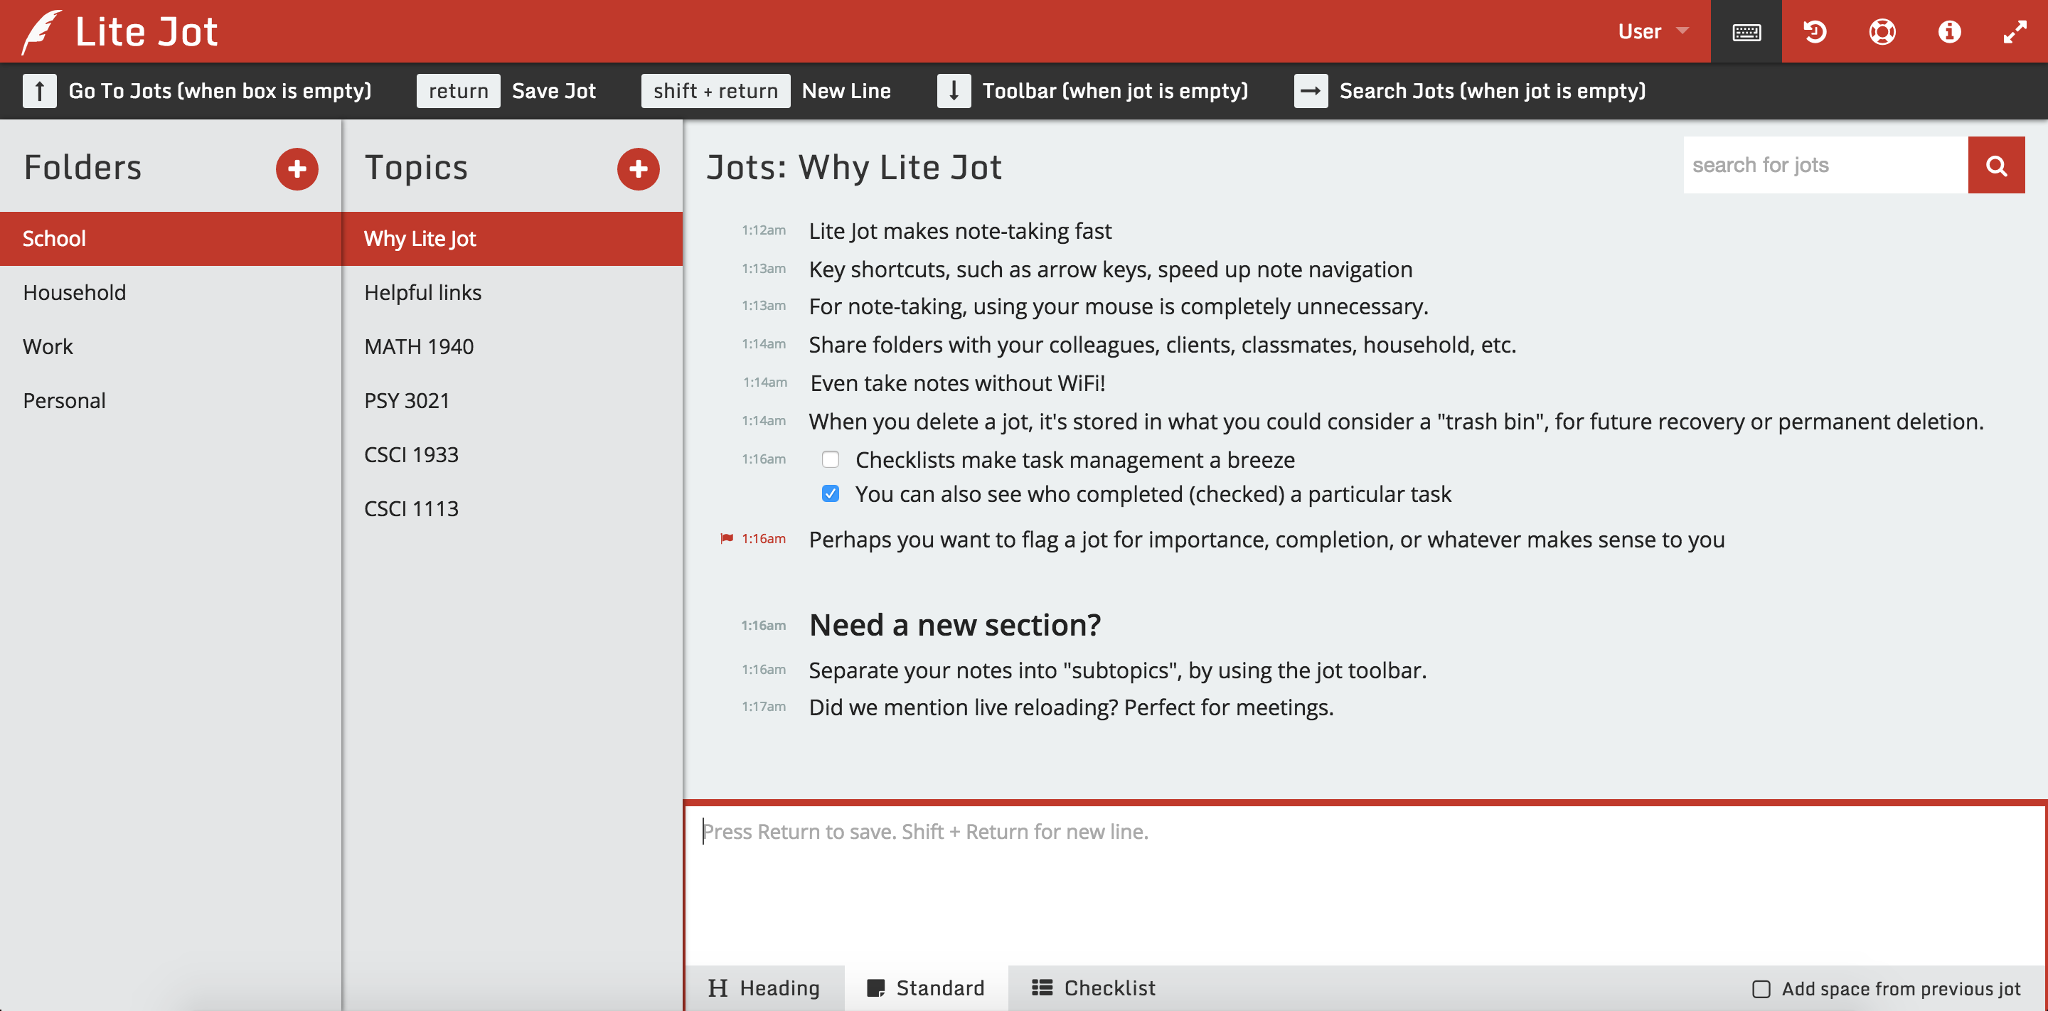 Lite Jot
User
↑ Go To Jots (when box is empty) return Save Jot shift + return New Line ↓ Toolbar (when jot is empty) → Search Jots (when jot is empty)
Folders
School
Household
Work
Personal
Topics
Why Lite Jot
Helpful links
MATH 1940
PSY 3021
CSCI 1933
CSCI 1113
Jots: Why Lite Jot
search for jots
1:12am Lite Jot makes note-taking fast
1:13am Key shortcuts, such as arrow keys, speed up note navigation
1:13am For note-taking, using your mouse is completely unnecessary.
1:14am Share folders with your colleagues, clients, classmates, household, etc.
1:14am Even take notes without WiFi!
1:14am When you delete a jot, it's stored in what you could consider a "trash bin", for future recovery or permanent deletion.
1:16am Checklists make task management a breeze
You can also see who completed (checked) a particular task
1:16am Perhaps you want to flag a jot for importance, completion, or whatever makes sense to you
1:16am Need a new section?
1:16am Separate your notes into "subtopics", by using the jot toolbar.
1:17am Did we mention live reloading? Perfect for meetings.
Press Return to save. Shift + Return for new line.
H Heading Standard Checklist Add space from previous jot